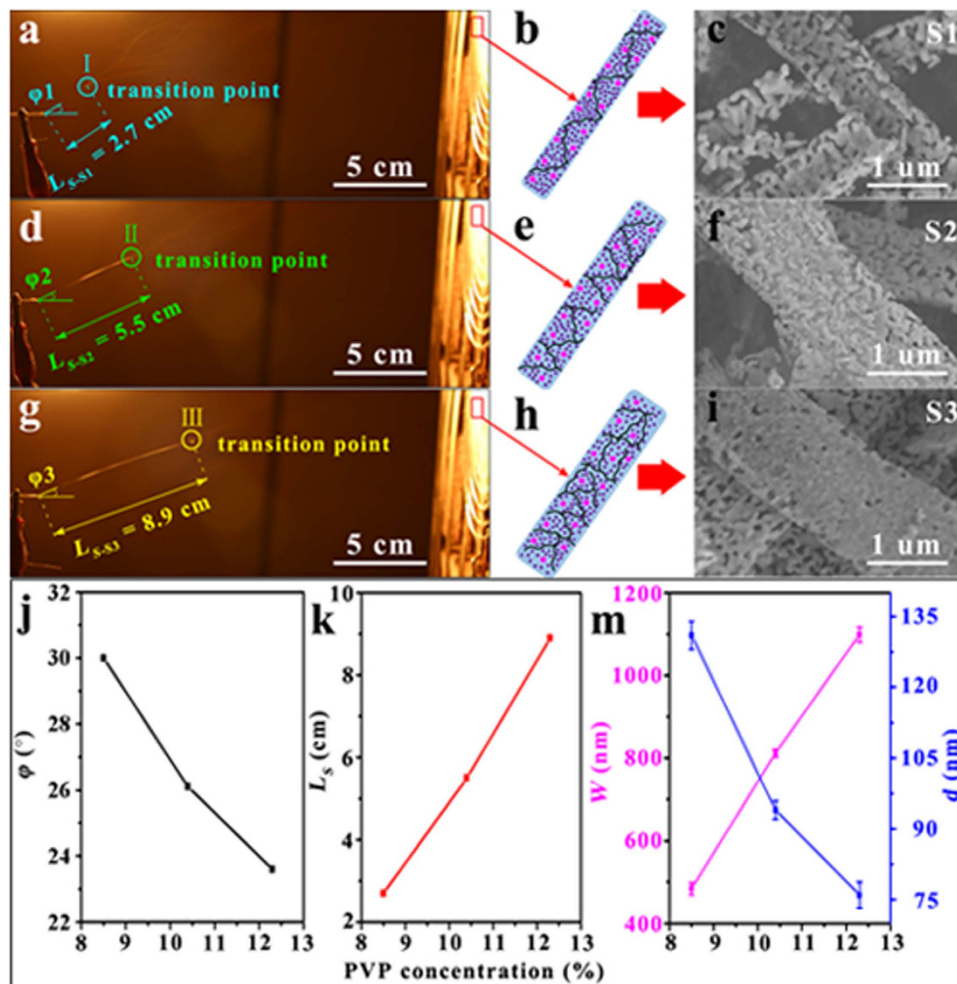 a
I
φ1
transition point
L_S-S1 = 2.7 cm
5 cm
b
c
S1
1 um
d
II
φ2
transition point
L_S-S2 = 5.5 cm
5 cm
e
f
S2
1 um
g
III
φ3
transition point
L_S-S3 = 8.9 cm
5 cm
h
i
S3
1 um
j
32
30
28
26
24
22
φ (°)
8 9 10 11 12 13
k
8
6
4
2
L_S (cm)
8 9 10 11 12 13
m
1200
1000
800
600
400
W (nm)
135
120
105
90
75
d (nm)
8 9 10 11 12 13
PVP concentration (%)